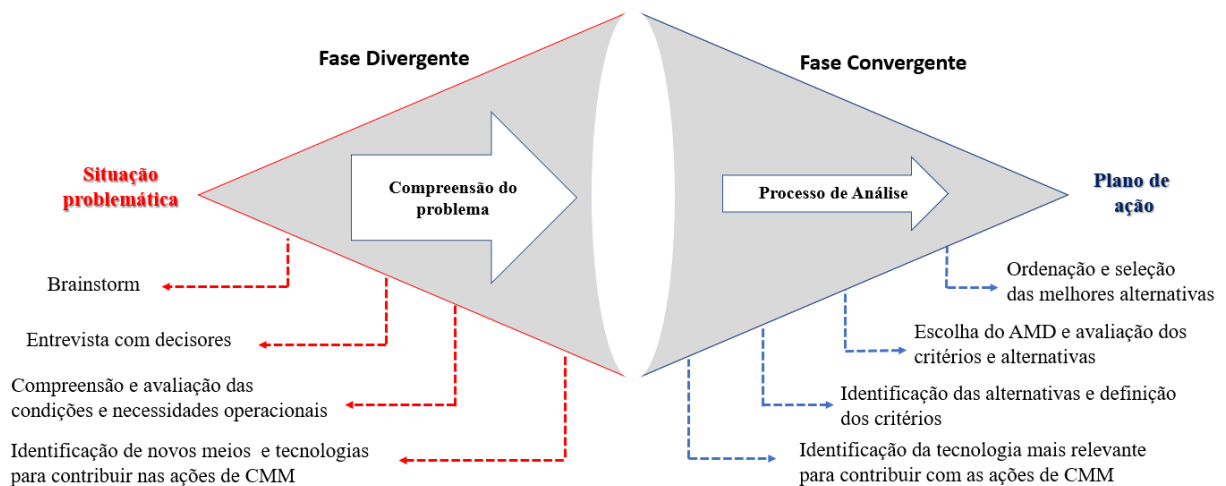 Fase Divergente
Fase Convergente
Situação
problemática
Compreensão do
problema
Processo de Análise
Plano de
ação
Brainstorm
Entrevista com decisores
Compreensão e avaliação das
condições e necessidades operacionais
Identificação de novos meios e tecnologias
para contribuir nas ações de CMM
Ordenação e seleção
das melhores alternativas
Escolha do AMD e avaliação dos
critérios e alternativas
Identificação das alternativas e definição
dos critérios
Identificação da tecnologia mais relevante
para contribuir com as ações de CMM